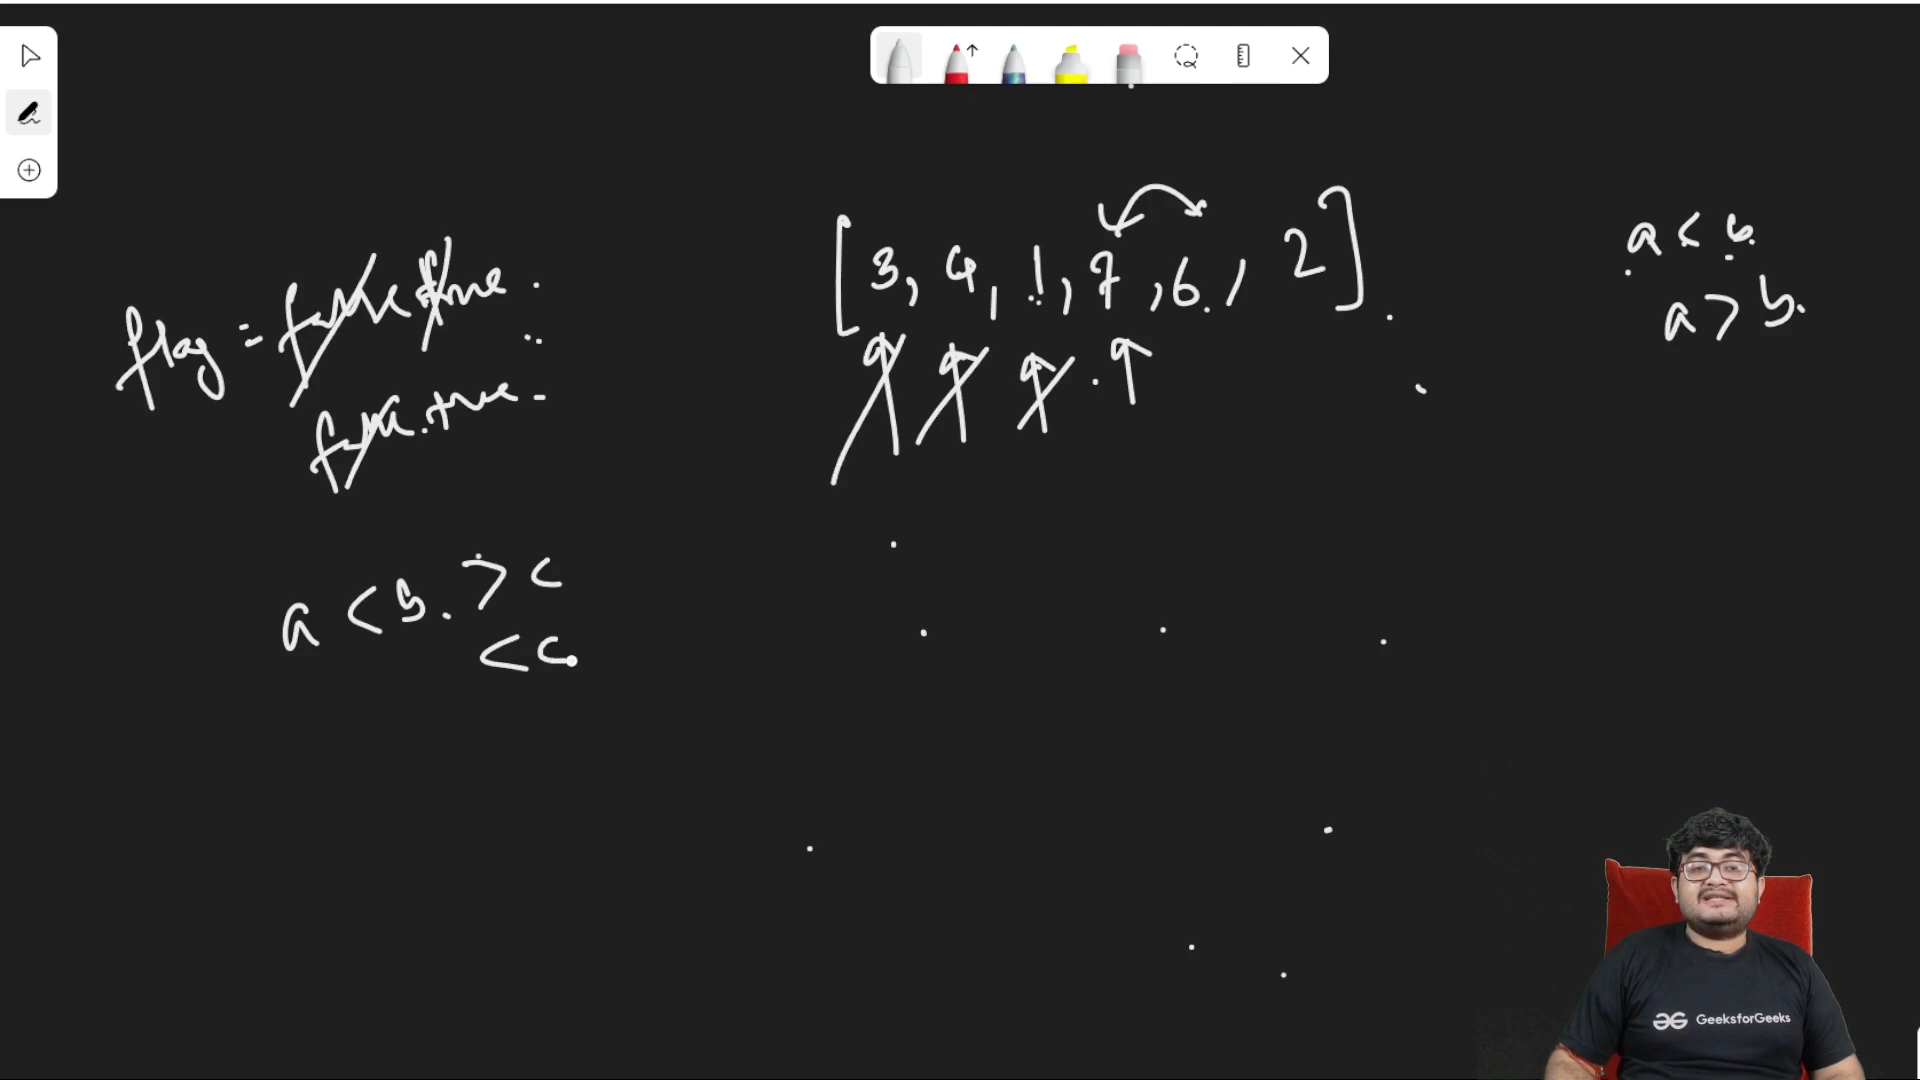 [3, 4, 1, 7, 6, 2]
a < b
a > b
flag = false true
false true
a < b > c
< c
GeeksforGeeks